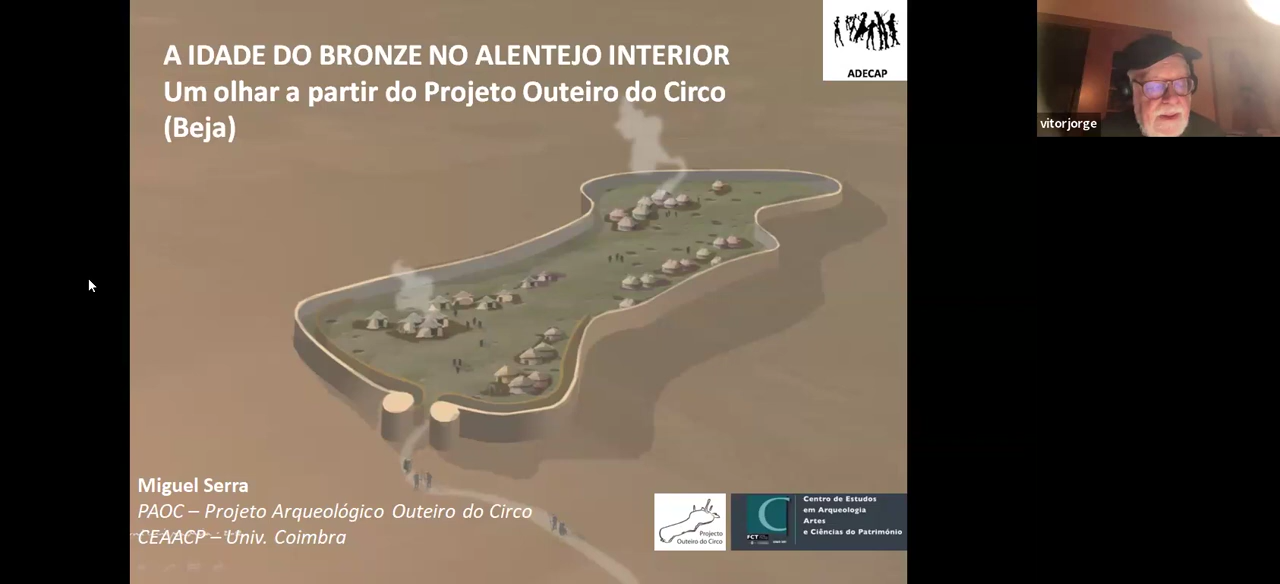 A IDADE DO BRONZE NO ALENTEJO INTERIOR
Um olhar a partir do Projeto Outeiro do Circo
(Beja)
ADECAP
vitorjorge
Miguel Serra
PAOC – Projeto Arqueológico Outeiro do Circo
CEAACP – Univ. Coimbra
Projecto
Outeiro do Circo
Centro de Estudos
em Arqueologia
Artes
e Ciências do Património
FCT